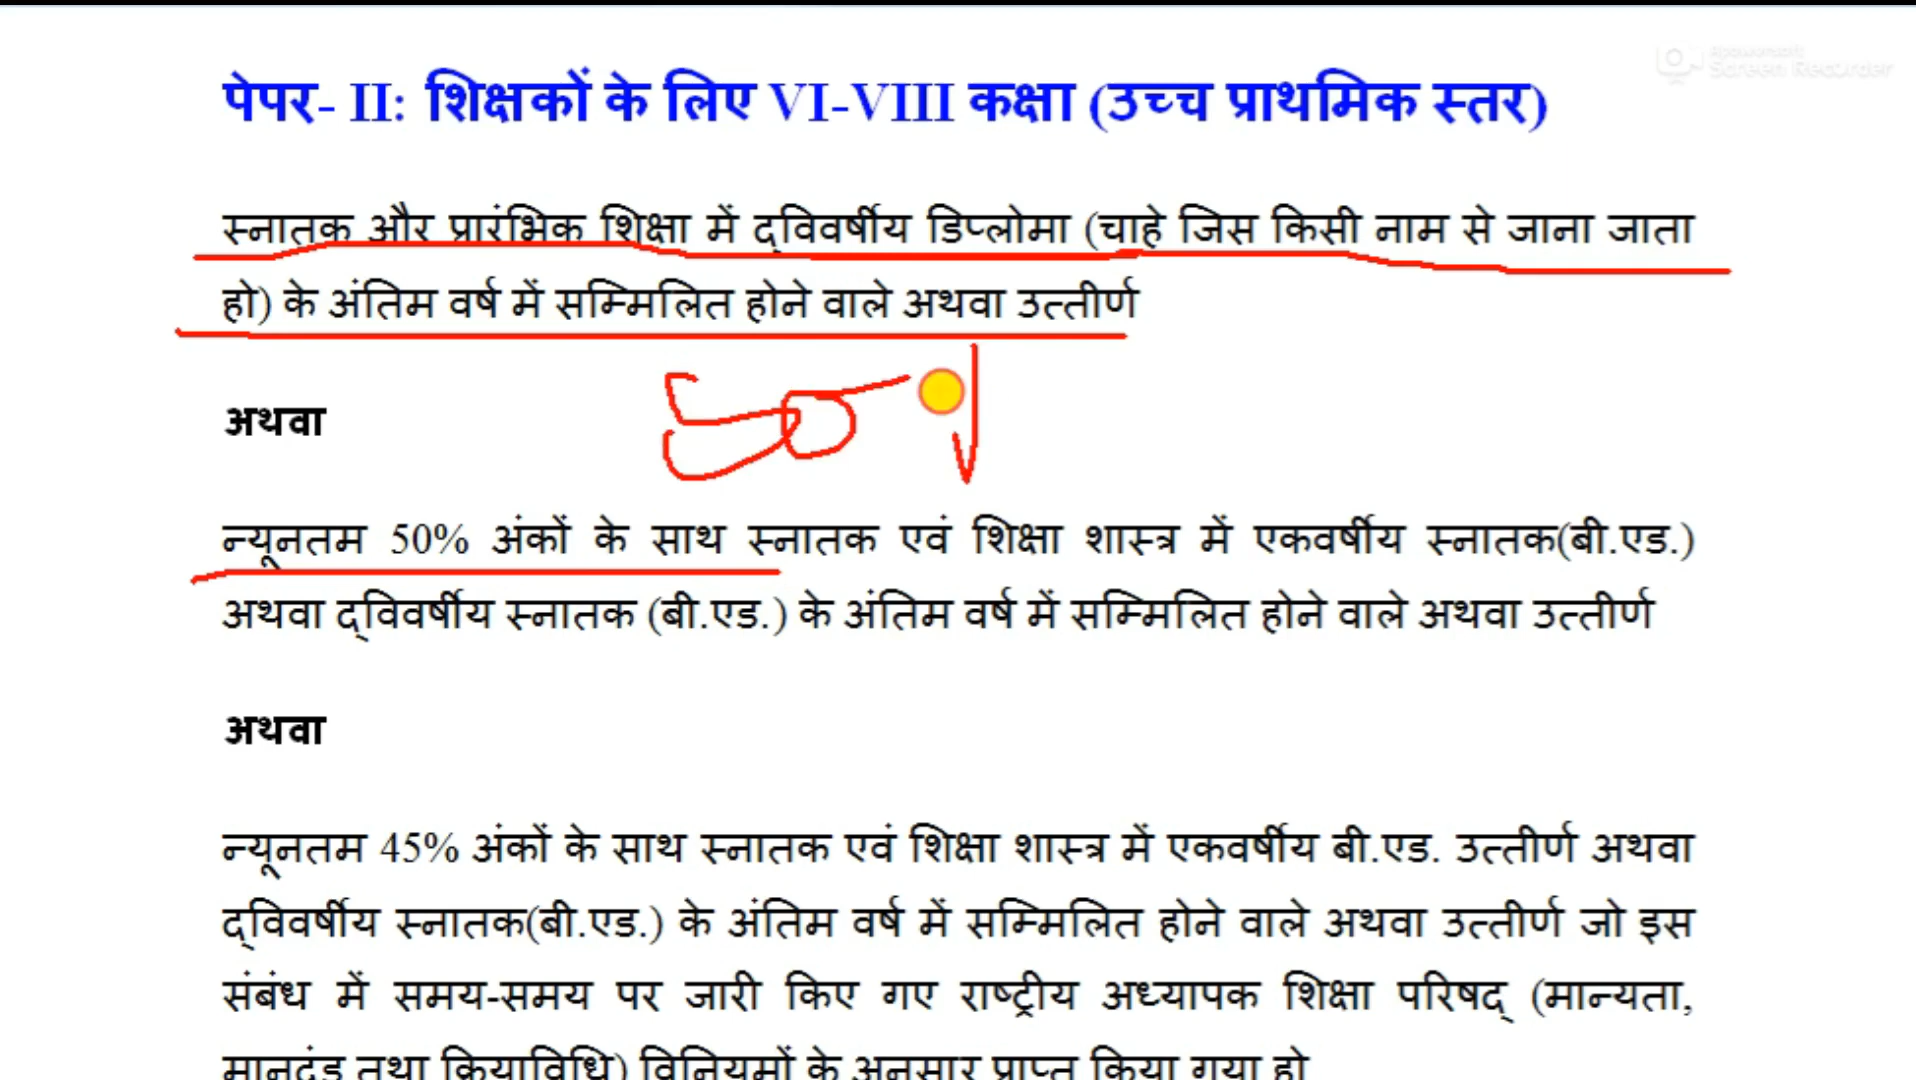 Apowersoft
Screen Recorder
पेपर- II: शिक्षकों के लिए VI-VIII कक्षा (उच्च प्राथमिक स्तर)
स्नातक और प्रारंभिक शिक्षा में द्विवर्षीय डिप्लोमा (चाहे जिस किसी नाम से जाना जाता
हो) के अंतिम वर्ष में सम्मिलित होने वाले अथवा उत्तीर्ण
अथवा
न्यूनतम 50% अंकों के साथ स्नातक एवं शिक्षा शास्त्र में एकवर्षीय स्नातक(बी.एड.)
अथवा द्विवर्षीय स्नातक (बी.एड.) के अंतिम वर्ष में सम्मिलित होने वाले अथवा उत्तीर्ण
अथवा
न्यूनतम 45% अंकों के साथ स्नातक एवं शिक्षा शास्त्र में एकवर्षीय बी.एड. उत्तीर्ण अथवा
द्विवर्षीय स्नातक(बी.एड.) के अंतिम वर्ष में सम्मिलित होने वाले अथवा उत्तीर्ण जो इस
संबंध में समय-समय पर जारी किए गए राष्ट्रीय अध्यापक शिक्षा परिषद् (मान्यता,
मानदंड तथा क्रियाविधि) विनियमों के अनुसार प्राप्त किया गया हो